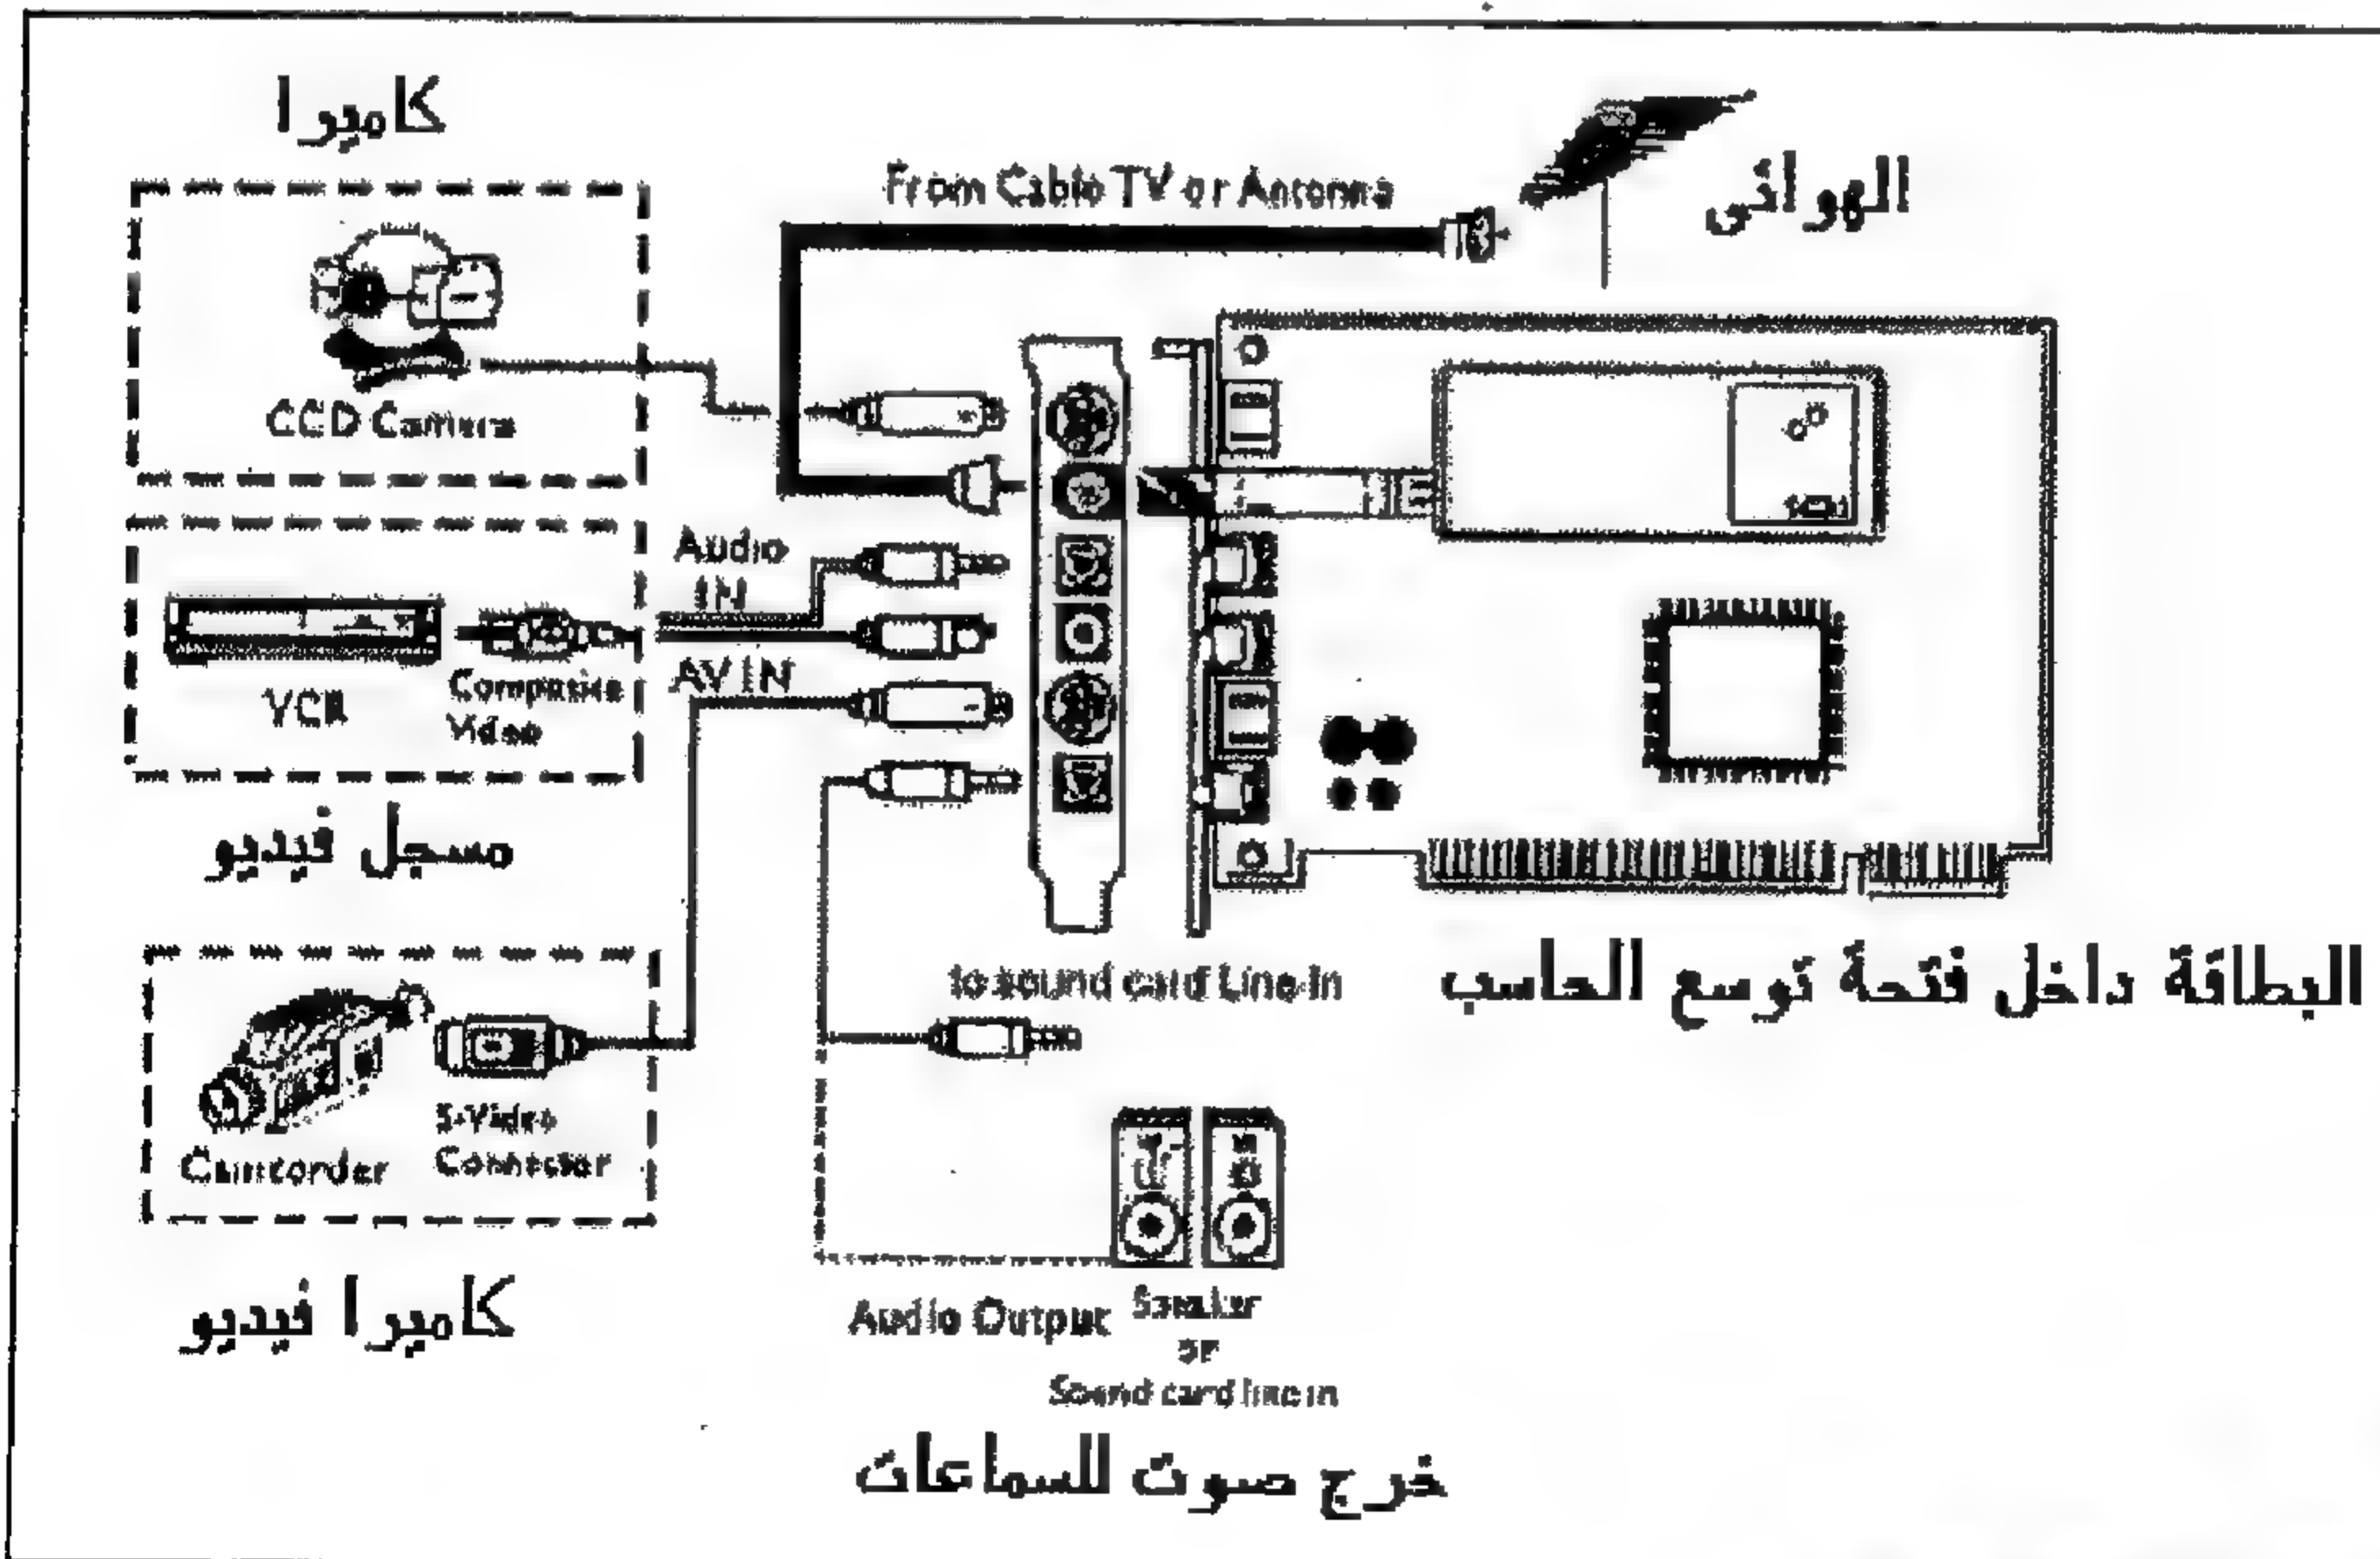 كاميرا
CCD Camera
From Cable TV or Antenna
الهوائى
Audio
IN
AV IN
VCR
Composite
Video
مسجل فيديو
to sound card Line In
البطاقة داخل فتحة توسع الحاسب
Camcorder
S-Video
Connector
كاميرا فيديو
Audio Output
Speaker
or
Sound card line in
خرج صوت للسماعات